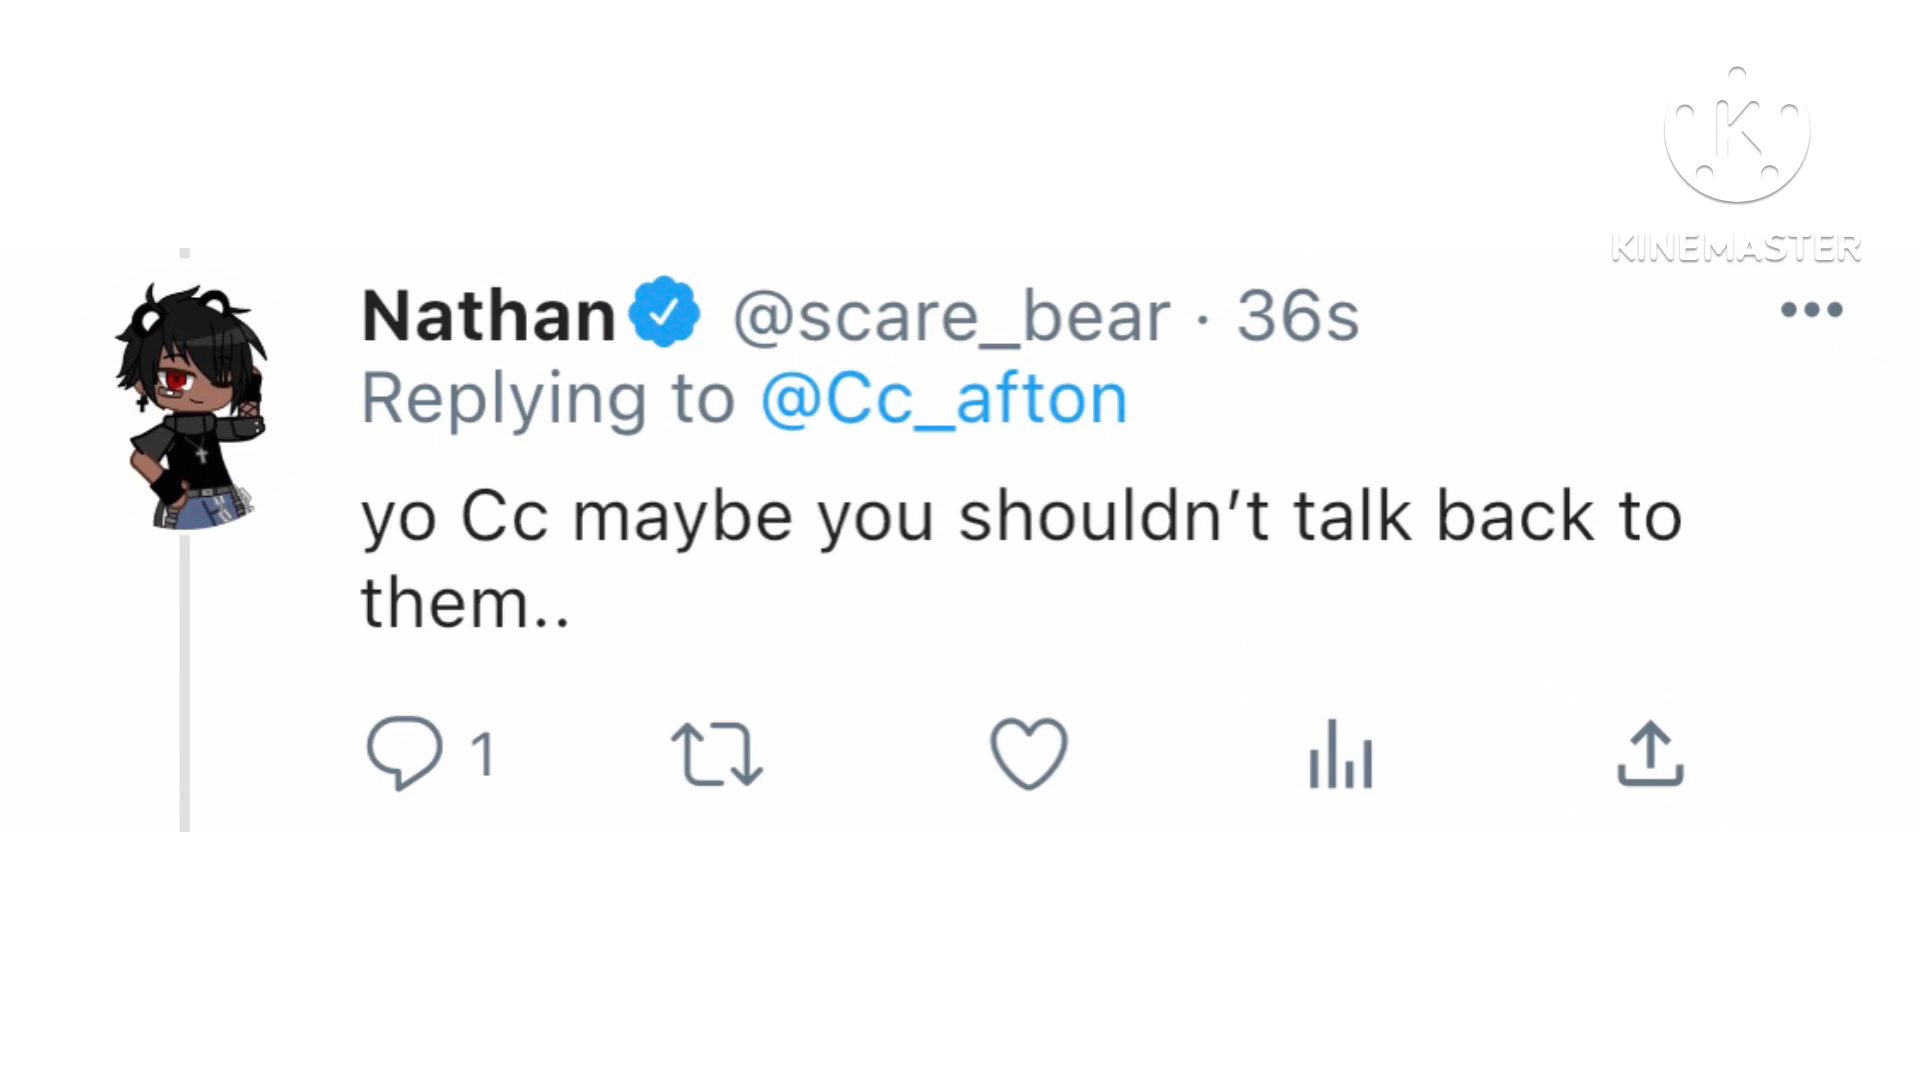 KINEMASTER
Nathan @scare_bear · 36s
Replying to @Cc_afton
yo Cc maybe you shouldn’t talk back to
them..
1